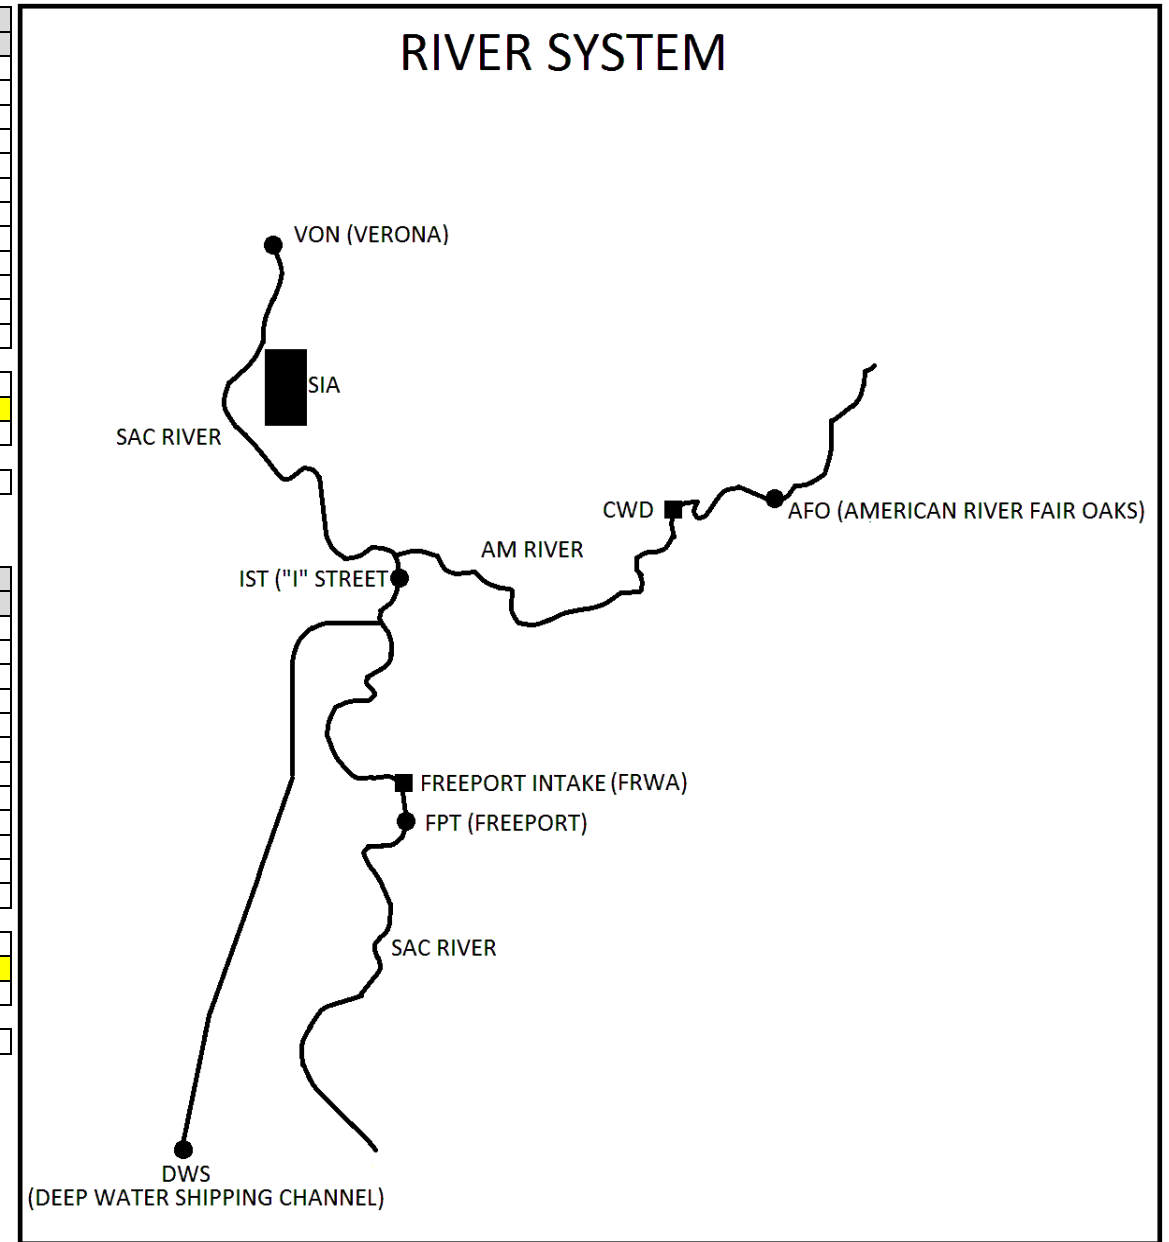 RIVER SYSTEM
VON (VERONA)
SIA
SAC RIVER
CWD
AFO (AMERICAN RIVER FAIR OAKS)
AM RIVER
IST ("I" STREET
FREEPORT INTAKE (FRWA)
FPT (FREEPORT)
SAC RIVER
DWS
(DEEP WATER SHIPPING CHANNEL)